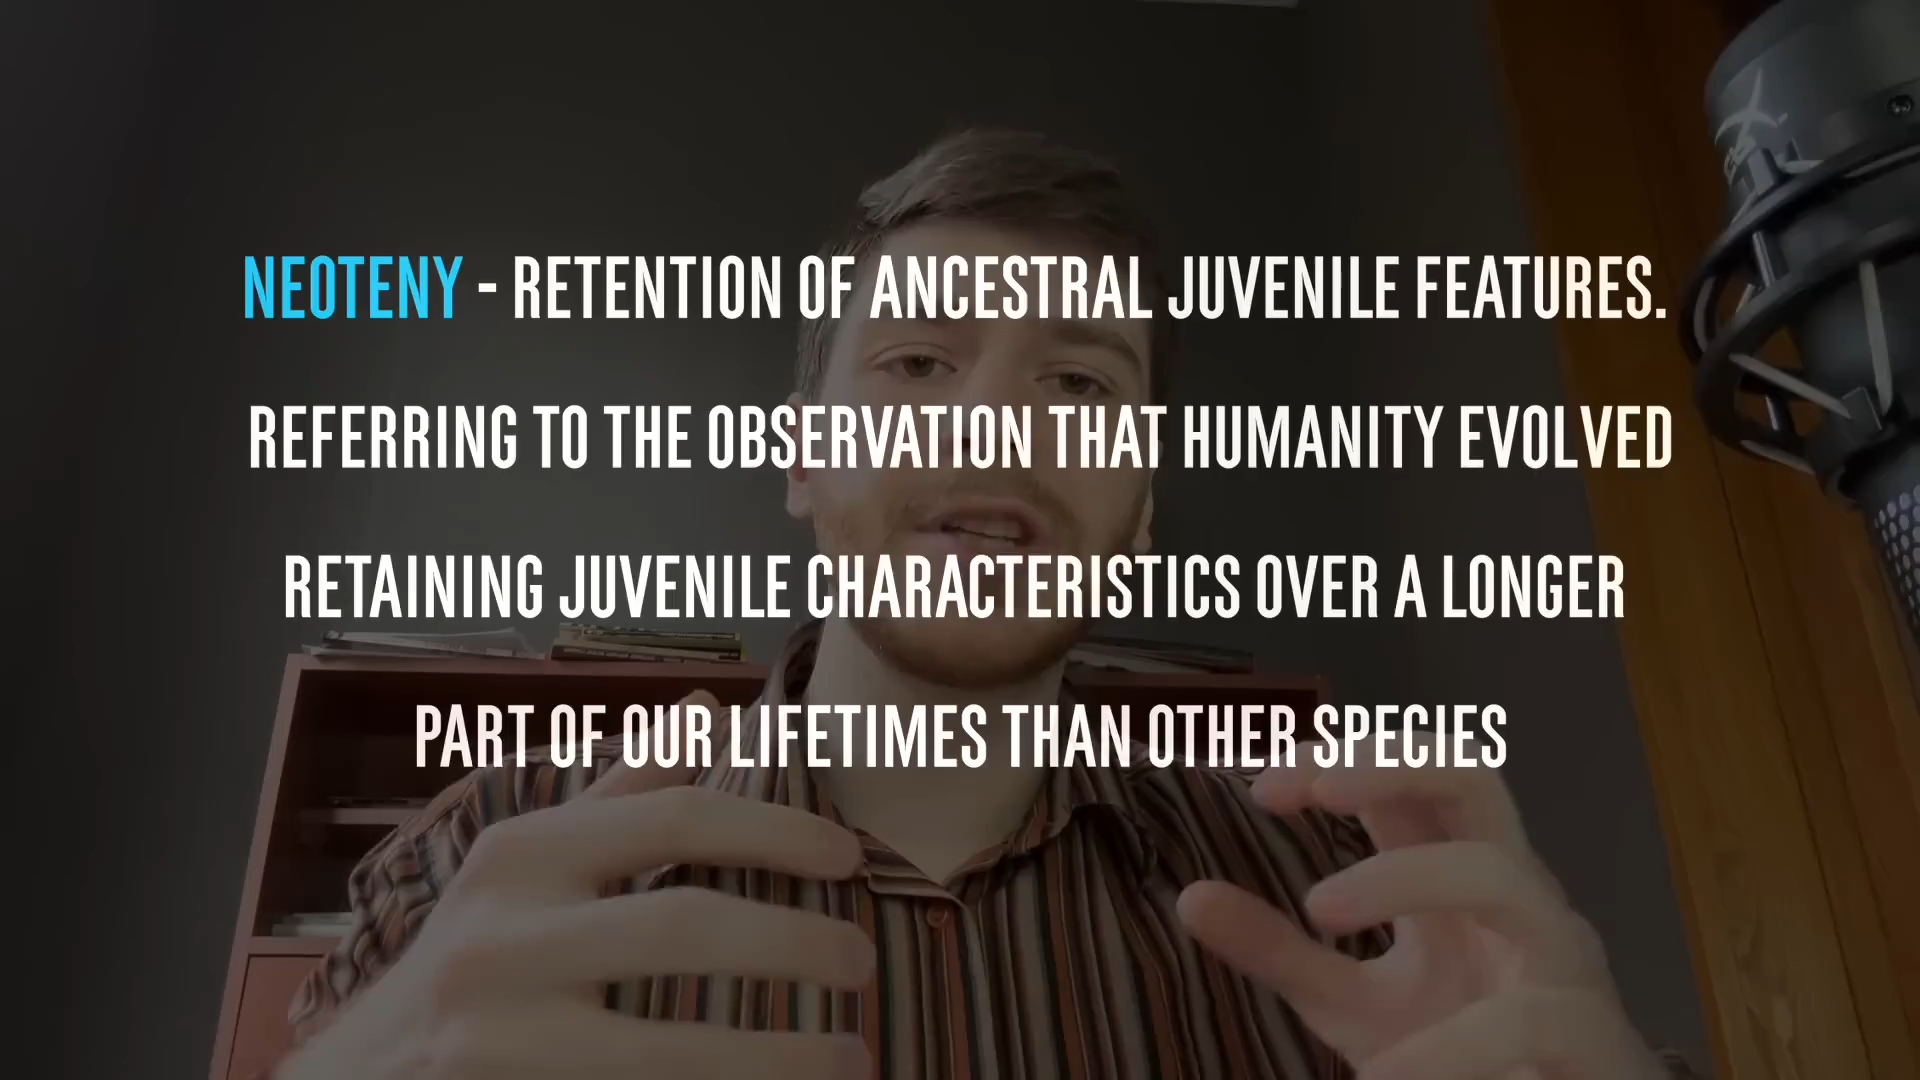 NEOTENY - RETENTION OF ANCESTRAL JUVENILE FEATURES.
REFERRING TO THE OBSERVATION THAT HUMANITY EVOLVED
RETAINING JUVENILE CHARACTERISTICS OVER A LONGER
PART OF OUR LIFETIMES THAN OTHER SPECIES